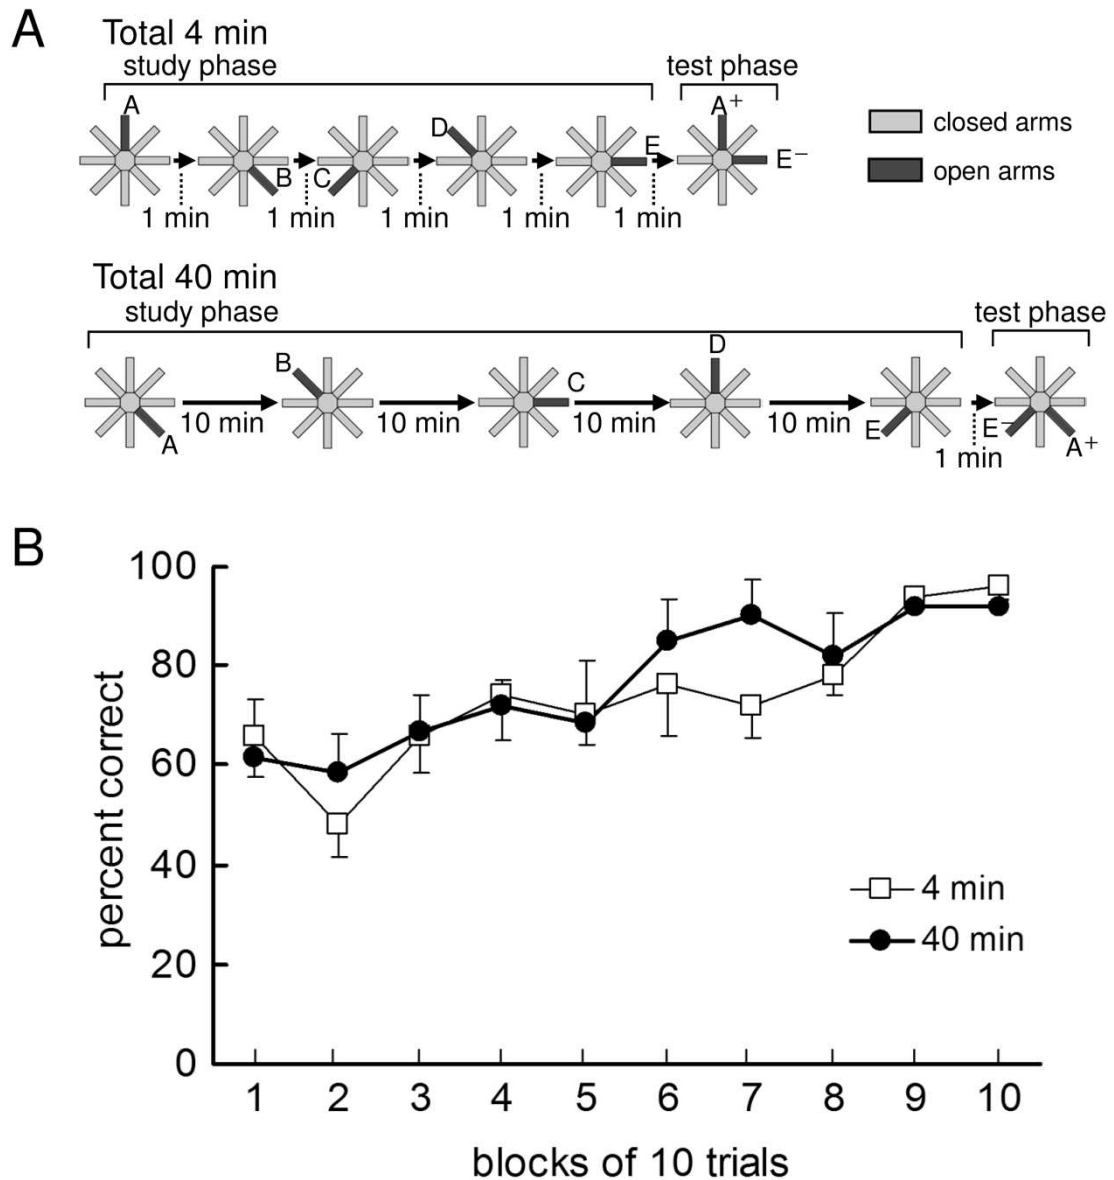 A
Total 4 min
study phase
test phase
A
B
C
D
E
A+
E−
1 min
1 min
1 min
1 min
1 min
closed arms
open arms
Total 40 min
study phase
test phase
A
B
C
D
E
E−
A+
10 min
10 min
10 min
10 min
1 min
B
percent correct
100
80
60
40
20
0
4 min
40 min
1 2 3 4 5 6 7 8 9 10
blocks of 10 trials